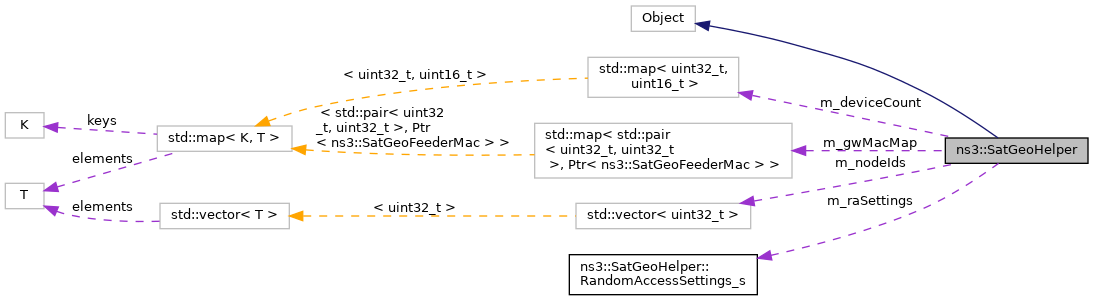 Object
< uint32_t, uint16_t >
std::map< uint32_t,
uint16_t >
m_deviceCount
K
keys
std::map< K, T >
< std::pair< uint32
_t, uint32_t >, Ptr
< ns3::SatGeoFeederMac > >
std::map< std::pair
< uint32_t, uint32_t
>, Ptr< ns3::SatGeoFeederMac > >
m_gwMacMap
ns3::SatGeoHelper
elements
m_nodeIds
T
elements
std::vector< T >
< uint32_t >
std::vector< uint32_t >
m_raSettings
ns3::SatGeoHelper::
RandomAccessSettings_s